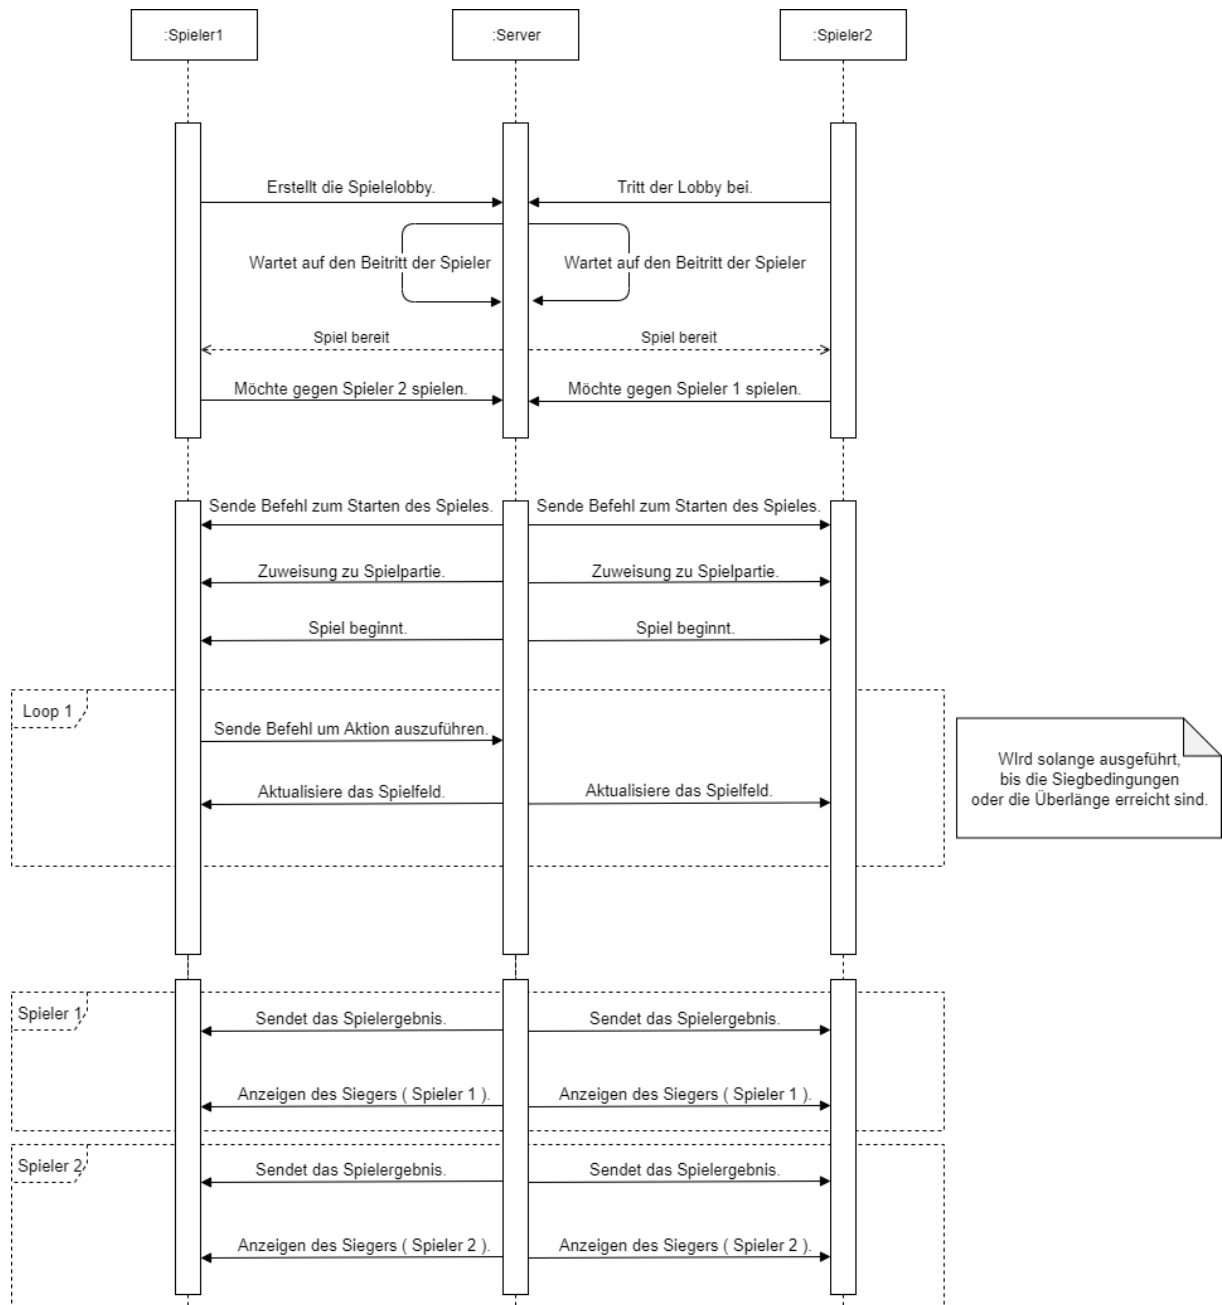 :Spieler1
:Server
:Spieler2
Erstellt die Spielelobby.
Tritt der Lobby bei.
Wartet auf den Beitritt der Spieler
Wartet auf den Beitritt der Spieler
Spiel bereit
Spiel bereit
Möchte gegen Spieler 2 spielen.
Möchte gegen Spieler 1 spielen.
Sende Befehl zum Starten des Spieles.
Sende Befehl zum Starten des Spieles.
Zuweisung zu Spielpartie.
Zuweisung zu Spielpartie.
Spiel beginnt.
Spiel beginnt.
Loop 1
Sende Befehl um Aktion auszuführen.
Aktualisiere das Spielfeld.
Aktualisiere das Spielfeld.
WIrd solange ausgeführt,
bis die Siegbedingungen
oder die Überlänge erreicht sind.
Spieler 1
Sendet das Spielergebnis.
Sendet das Spielergebnis.
Anzeigen des Siegers ( Spieler 1 ).
Anzeigen des Siegers ( Spieler 1 ).
Spieler 2
Sendet das Spielergebnis.
Sendet das Spielergebnis.
Anzeigen des Siegers ( Spieler 2 ).
Anzeigen des Siegers ( Spieler 2 ).